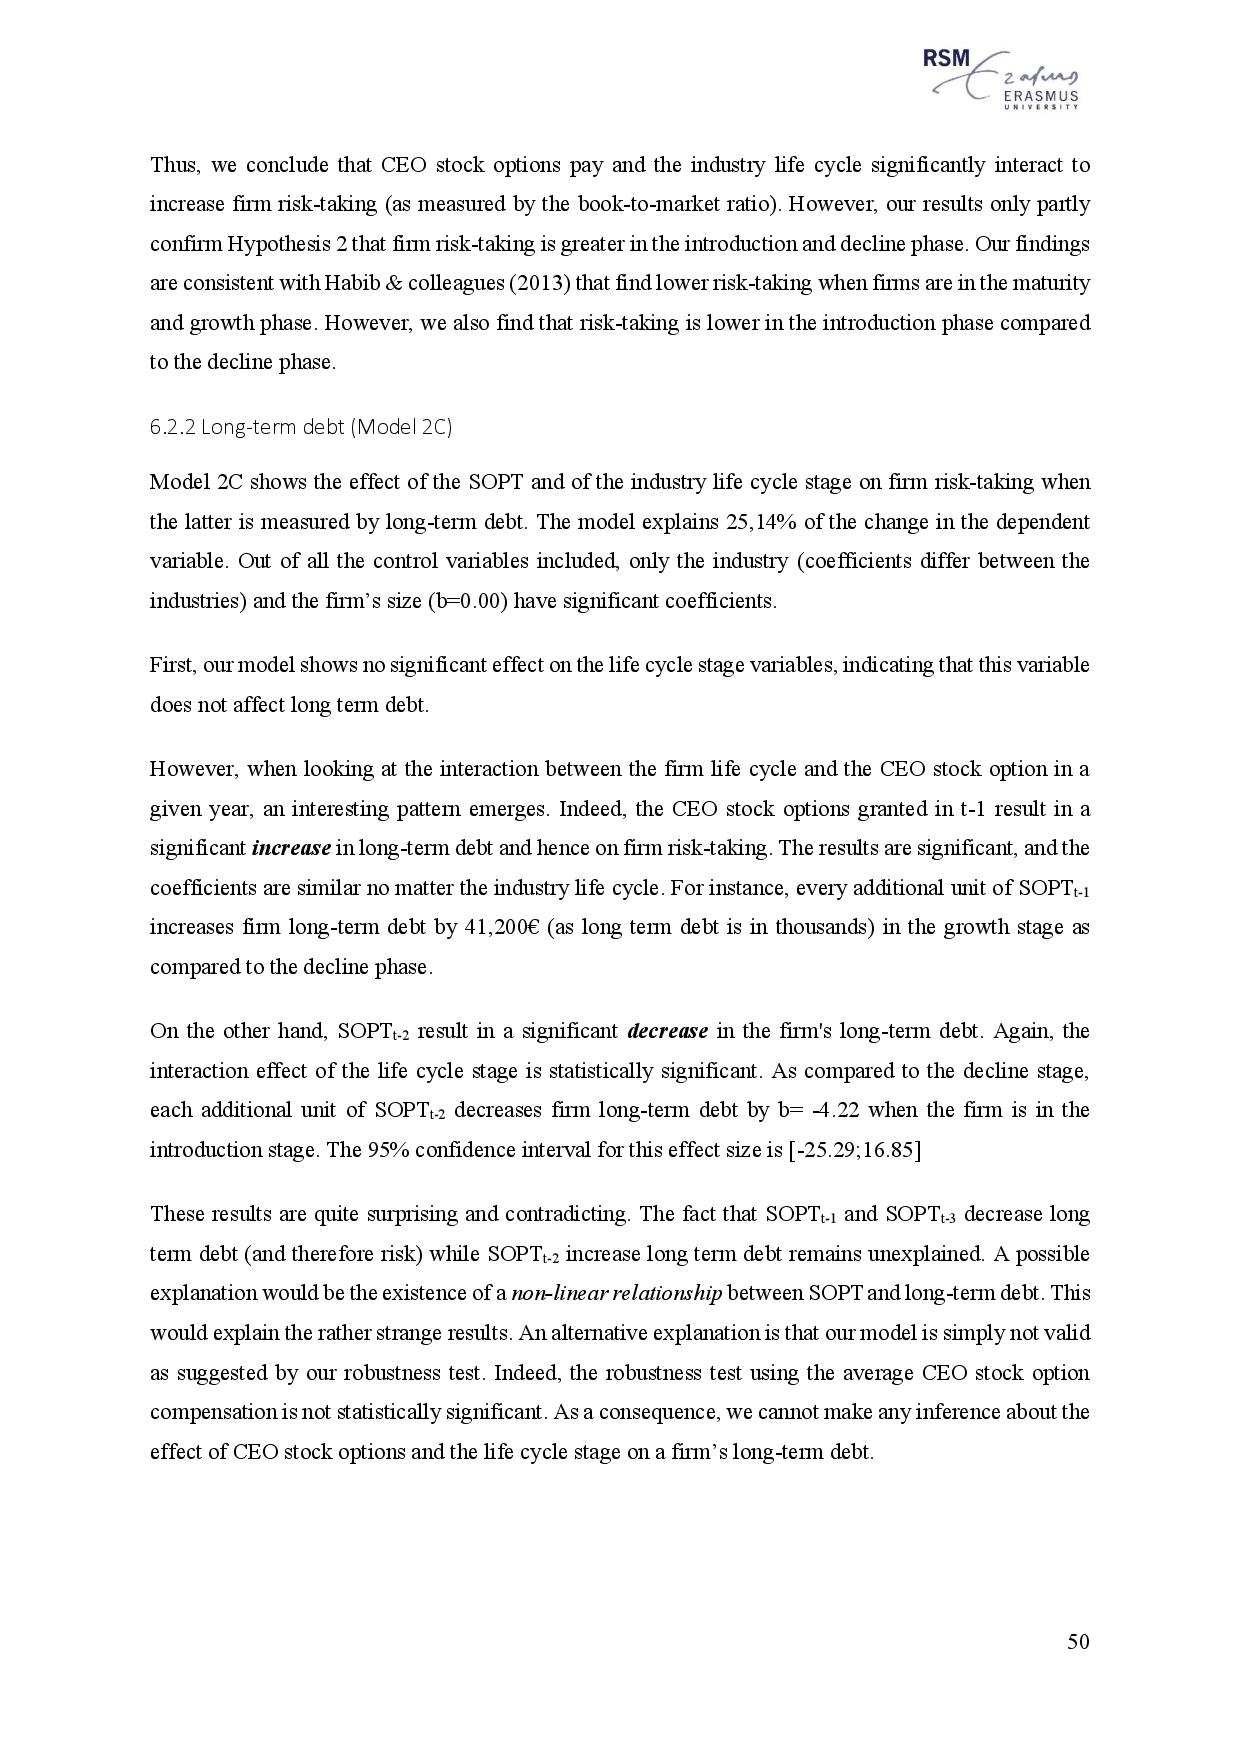 RSM
Erasmus
ERASMUS
UNIVERSITY
Thus, we conclude that CEO stock options pay and the industry life cycle significantly interact to
increase firm risk-taking (as measured by the book-to-market ratio). However, our results only partly
confirm Hypothesis 2 that firm risk-taking is greater in the introduction and decline phase. Our findings
are consistent with Habib & colleagues (2013) that find lower risk-taking when firms are in the maturity
and growth phase. However, we also find that risk-taking is lower in the introduction phase compared
to the decline phase.
6.2.2 Long-term debt (Model 2C)
Model 2C shows the effect of the SOPT and of the industry life cycle stage on firm risk-taking when
the latter is measured by long-term debt. The model explains 25,14% of the change in the dependent
variable. Out of all the control variables included, only the industry (coefficients differ between the
industries) and the firm’s size (b=0.00) have significant coefficients.
First, our model shows no significant effect on the life cycle stage variables, indicating that this variable
does not affect long term debt.
However, when looking at the interaction between the firm life cycle and the CEO stock option in a
given year, an interesting pattern emerges. Indeed, the CEO stock options granted in t-1 result in a
significant increase in long-term debt and hence on firm risk-taking. The results are significant, and the
coefficients are similar no matter the industry life cycle. For instance, every additional unit of SOPTt-1
increases firm long-term debt by 41,200€ (as long term debt is in thousands) in the growth stage as
compared to the decline phase.
On the other hand, SOPTt-2 result in a significant decrease in the firm's long-term debt. Again, the
interaction effect of the life cycle stage is statistically significant. As compared to the decline stage,
each additional unit of SOPTt-2 decreases firm long-term debt by b= -4.22 when the firm is in the
introduction stage. The 95% confidence interval for this effect size is [-25.29;16.85]
These results are quite surprising and contradicting. The fact that SOPTt-1 and SOPTt-3 decrease long
term debt (and therefore risk) while SOPTt-2 increase long term debt remains unexplained. A possible
explanation would be the existence of a non-linear relationship between SOPT and long-term debt. This
would explain the rather strange results. An alternative explanation is that our model is simply not valid
as suggested by our robustness test. Indeed, the robustness test using the average CEO stock option
compensation is not statistically significant. As a consequence, we cannot make any inference about the
effect of CEO stock options and the life cycle stage on a firm’s long-term debt.
50